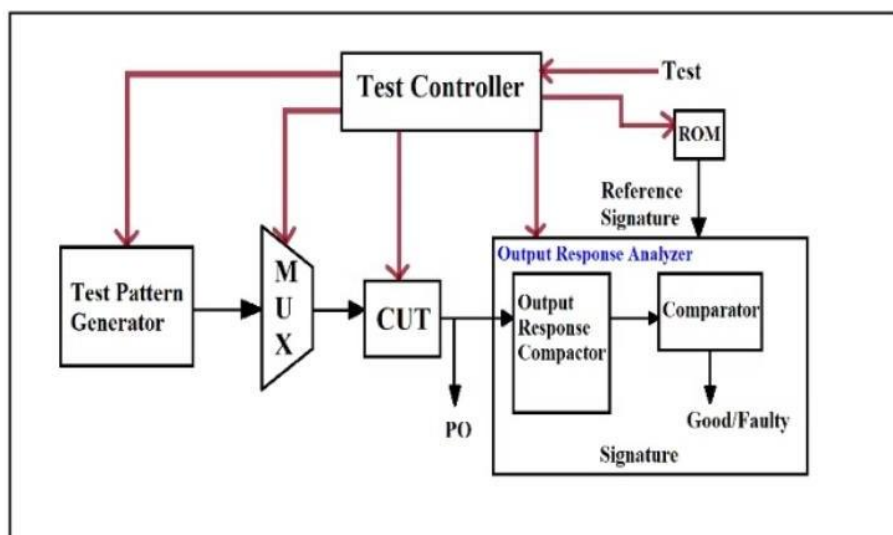 Test Controller
Test
ROM
Reference
Signature
Test Pattern
Generator
M
U
X
CUT
PO
Output Response Analyzer
Output
Response
Compactor
Comparator
Good/Faulty
Signature